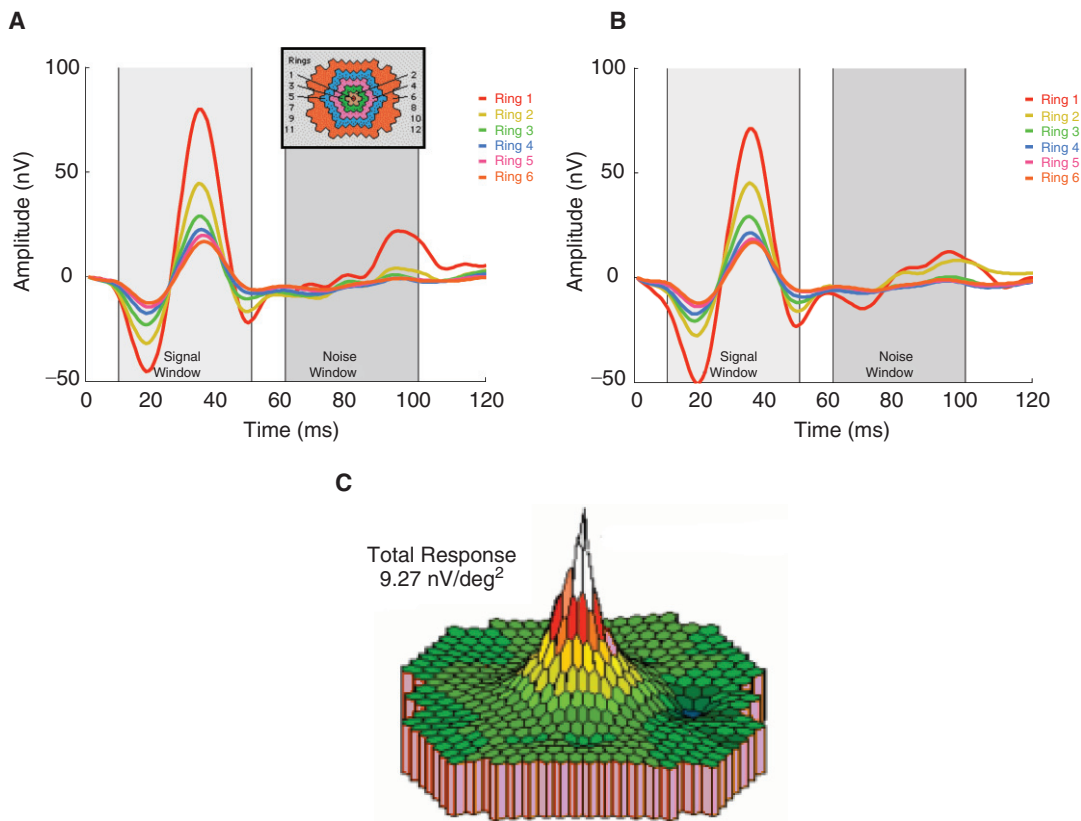 A
100
50
0
−50
Amplitude (nV)
0
20
40
60
80
100
120
Time (ms)
Signal
Window
Noise
Window
Rings
1
2
3
4
5
6
7
8
9
10
11
12
Ring 1
Ring 2
Ring 3
Ring 4
Ring 5
Ring 6
B
100
50
0
−50
Amplitude (nV)
0
20
40
60
80
100
120
Time (ms)
Signal
Window
Noise
Window
Ring 1
Ring 2
Ring 3
Ring 4
Ring 5
Ring 6
C
Total Response
9.27 nV/deg²